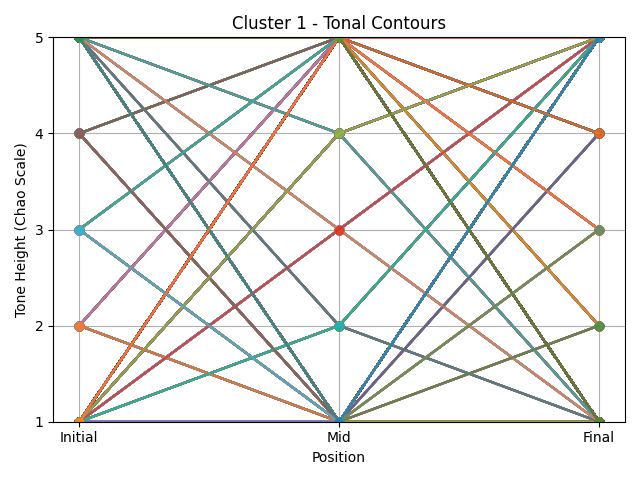 Cluster 1 - Tonal Contours
Tone Height (Chao Scale)
5
4
3
2
1
Initial Mid Final
Position